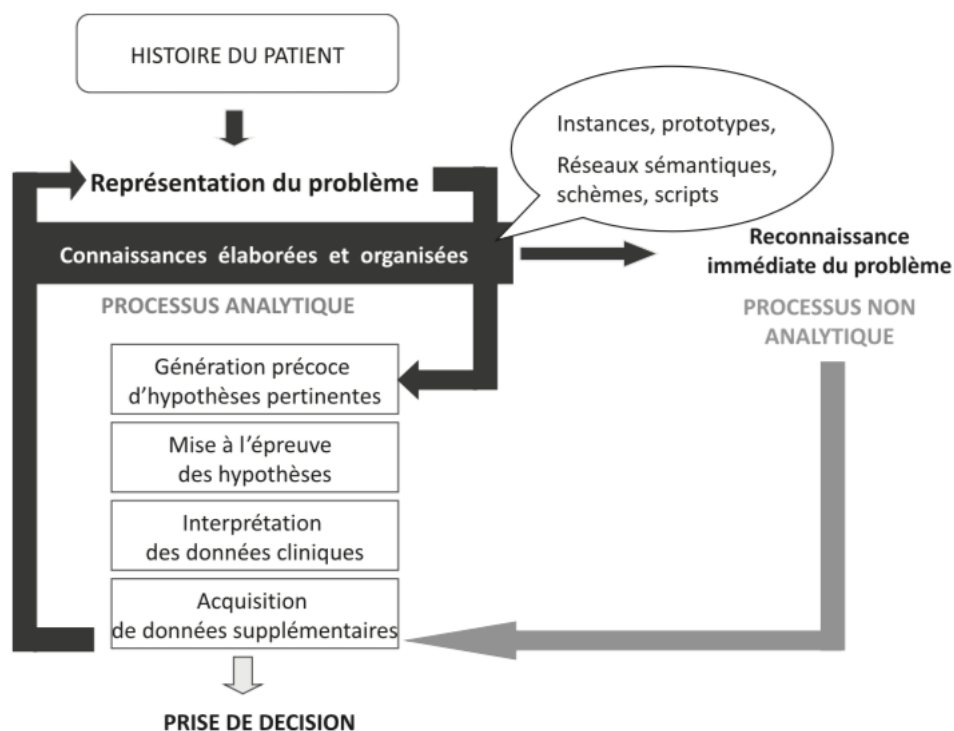 HISTOIRE DU PATIENT
Instances, prototypes,
Réseaux sémantiques,
schèmes, scripts
Représentation du problème
Connaissances élaborées et organisées
Reconnaissance
immédiate du problème
PROCESSUS ANALYTIQUE
PROCESSUS NON
ANALYTIQUE
Génération précoce
d'hypothèses pertinentes
Mise à l'épreuve
des hypothèses
Interprétation
des données cliniques
Acquisition
de données supplémentaires
PRISE DE DECISION